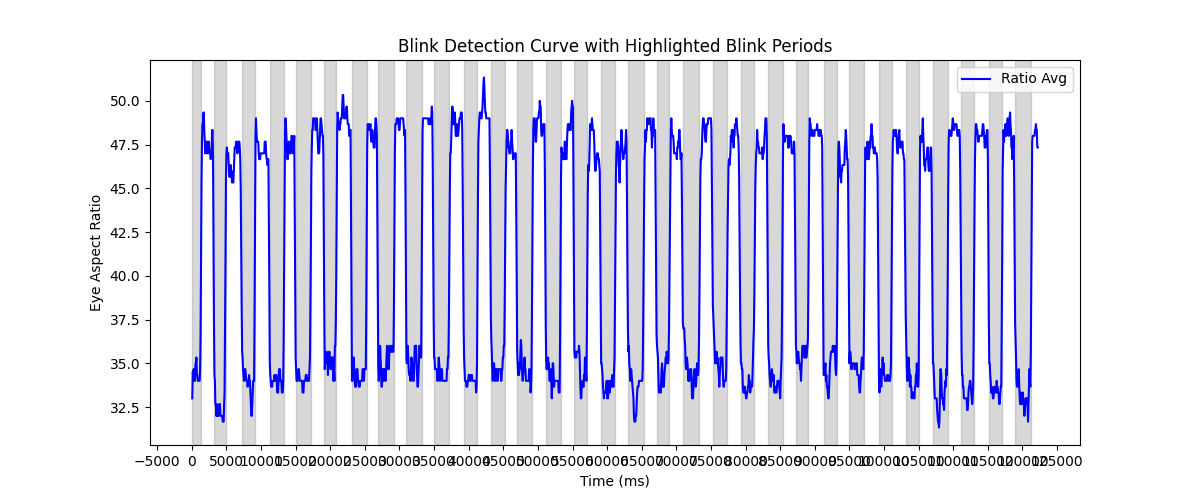 Blink Detection Curve with Highlighted Blink Periods
Ratio Avg
Eye Aspect Ratio
50.0
47.5
45.0
42.5
40.0
37.5
35.0
32.5
−5000 0 5000 10000 15000 20000 25000 30000 35000 40000 45000 50000 55000 60000 65000 70000 75000 80000 85000 90000 95000 100000 105000 110000 115000 120000 125000
Time (ms)